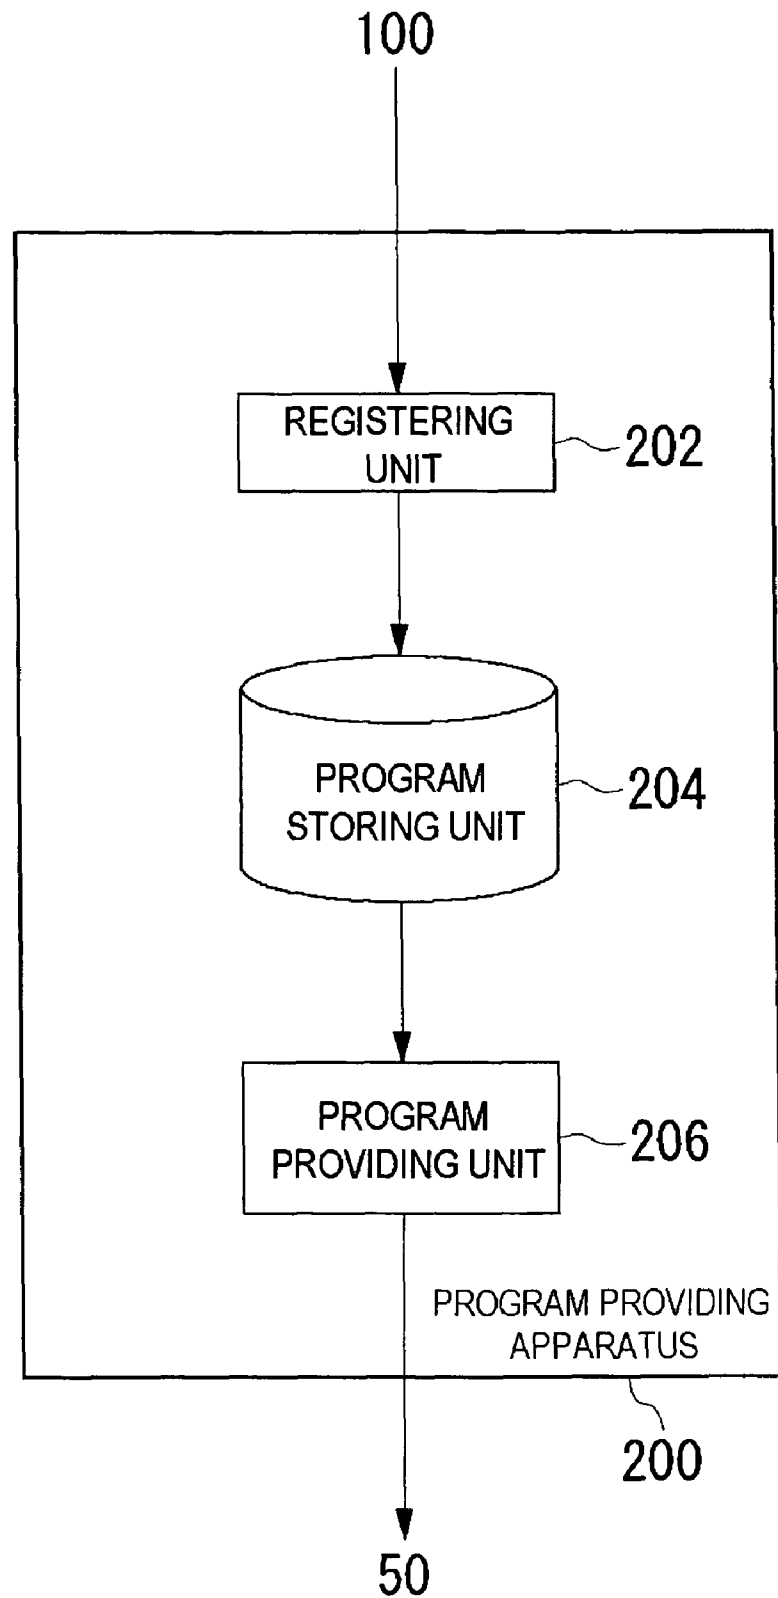 100
REGISTERING
UNIT
202
PROGRAM
STORING UNIT
204
PROGRAM
PROVIDING UNIT
206
PROGRAM PROVIDING
APPARATUS
200
50